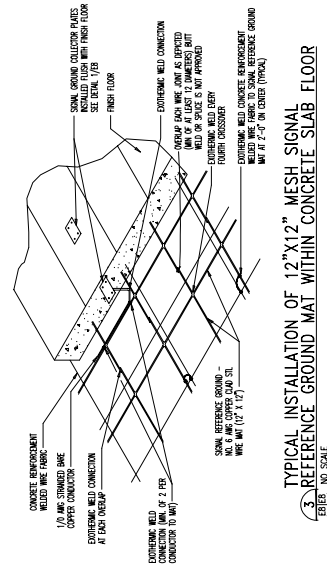 CONCRETE REINFORCEMENT
WELDED WIRE FABRIC
1/0 AWG STRANDED BARE
COPPER CONDUCTOR
EXOTHERMIC WELD CONNECTION
AT EACH OVERLAP
EXOTHERMIC WELD
CONNECTION (MIN. OF 2 PER
CONDUCTOR TO MAT)
SIGNAL REFERENCE GROUND -
NO. 6 AWG COPPER CLAD STL
WIRE MAT (12" X 12")
SIGNAL GROUND COLLECTOR PLATES
INSTALLED FLUSH WITH FINISH FLOOR
SEE DETAIL 1/E8
FINISH FLOOR
EXOTHERMIC WELD CONNECTION
OVERLAP EACH WIRE JOINT AS DEPICTED
(MIN OF AT LEAST 12 DIAMETERS) BUTT
WELD OR SPLICE IS NOT APPROVED
EXOTHERMIC WELD EVERY
FOURTH CROSSOVER
EXOTHERMIC WELD CONCRETE REINFORCEMENT
WELDED WIRE FABRIC TO SIGNAL REFERENCE GROUND
MAT AT 2'-0" ON CENTER (TYPICAL)
TYPICAL INSTALLATION OF 12"X12" MESH SIGNAL
3 REFERENCE GROUND MAT WITHIN CONCRETE SLAB FLOOR
E8|E8 NO SCALE